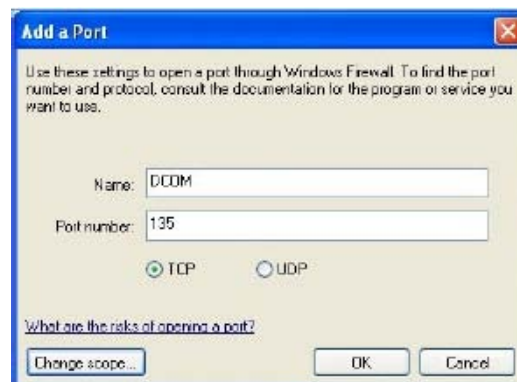 Add a Port
Use these settings to open a port through Windows Firewall. To find the port
number and protocol, consult the documentation for the program or service you
want to use.
Name: DCOM
Port number: 135
TCP UDP
What are the risks of opening a port?
Change scope... OK Cancel